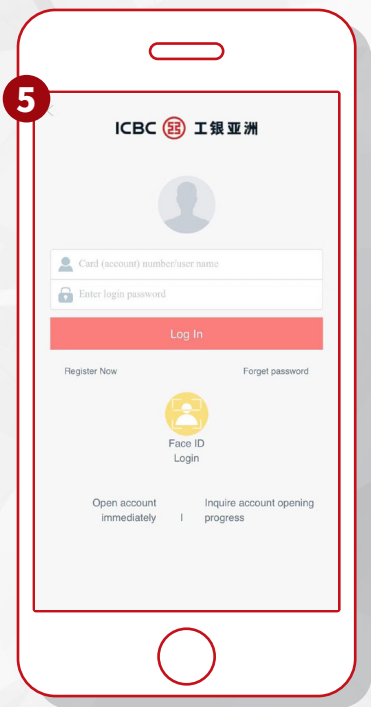 5
ICBC 工银亚洲
Card (account) number/user name
Enter login password
Log In
Register Now
Forget password
Face ID
Login
Open account
immediately
|
Inquire account opening
progress